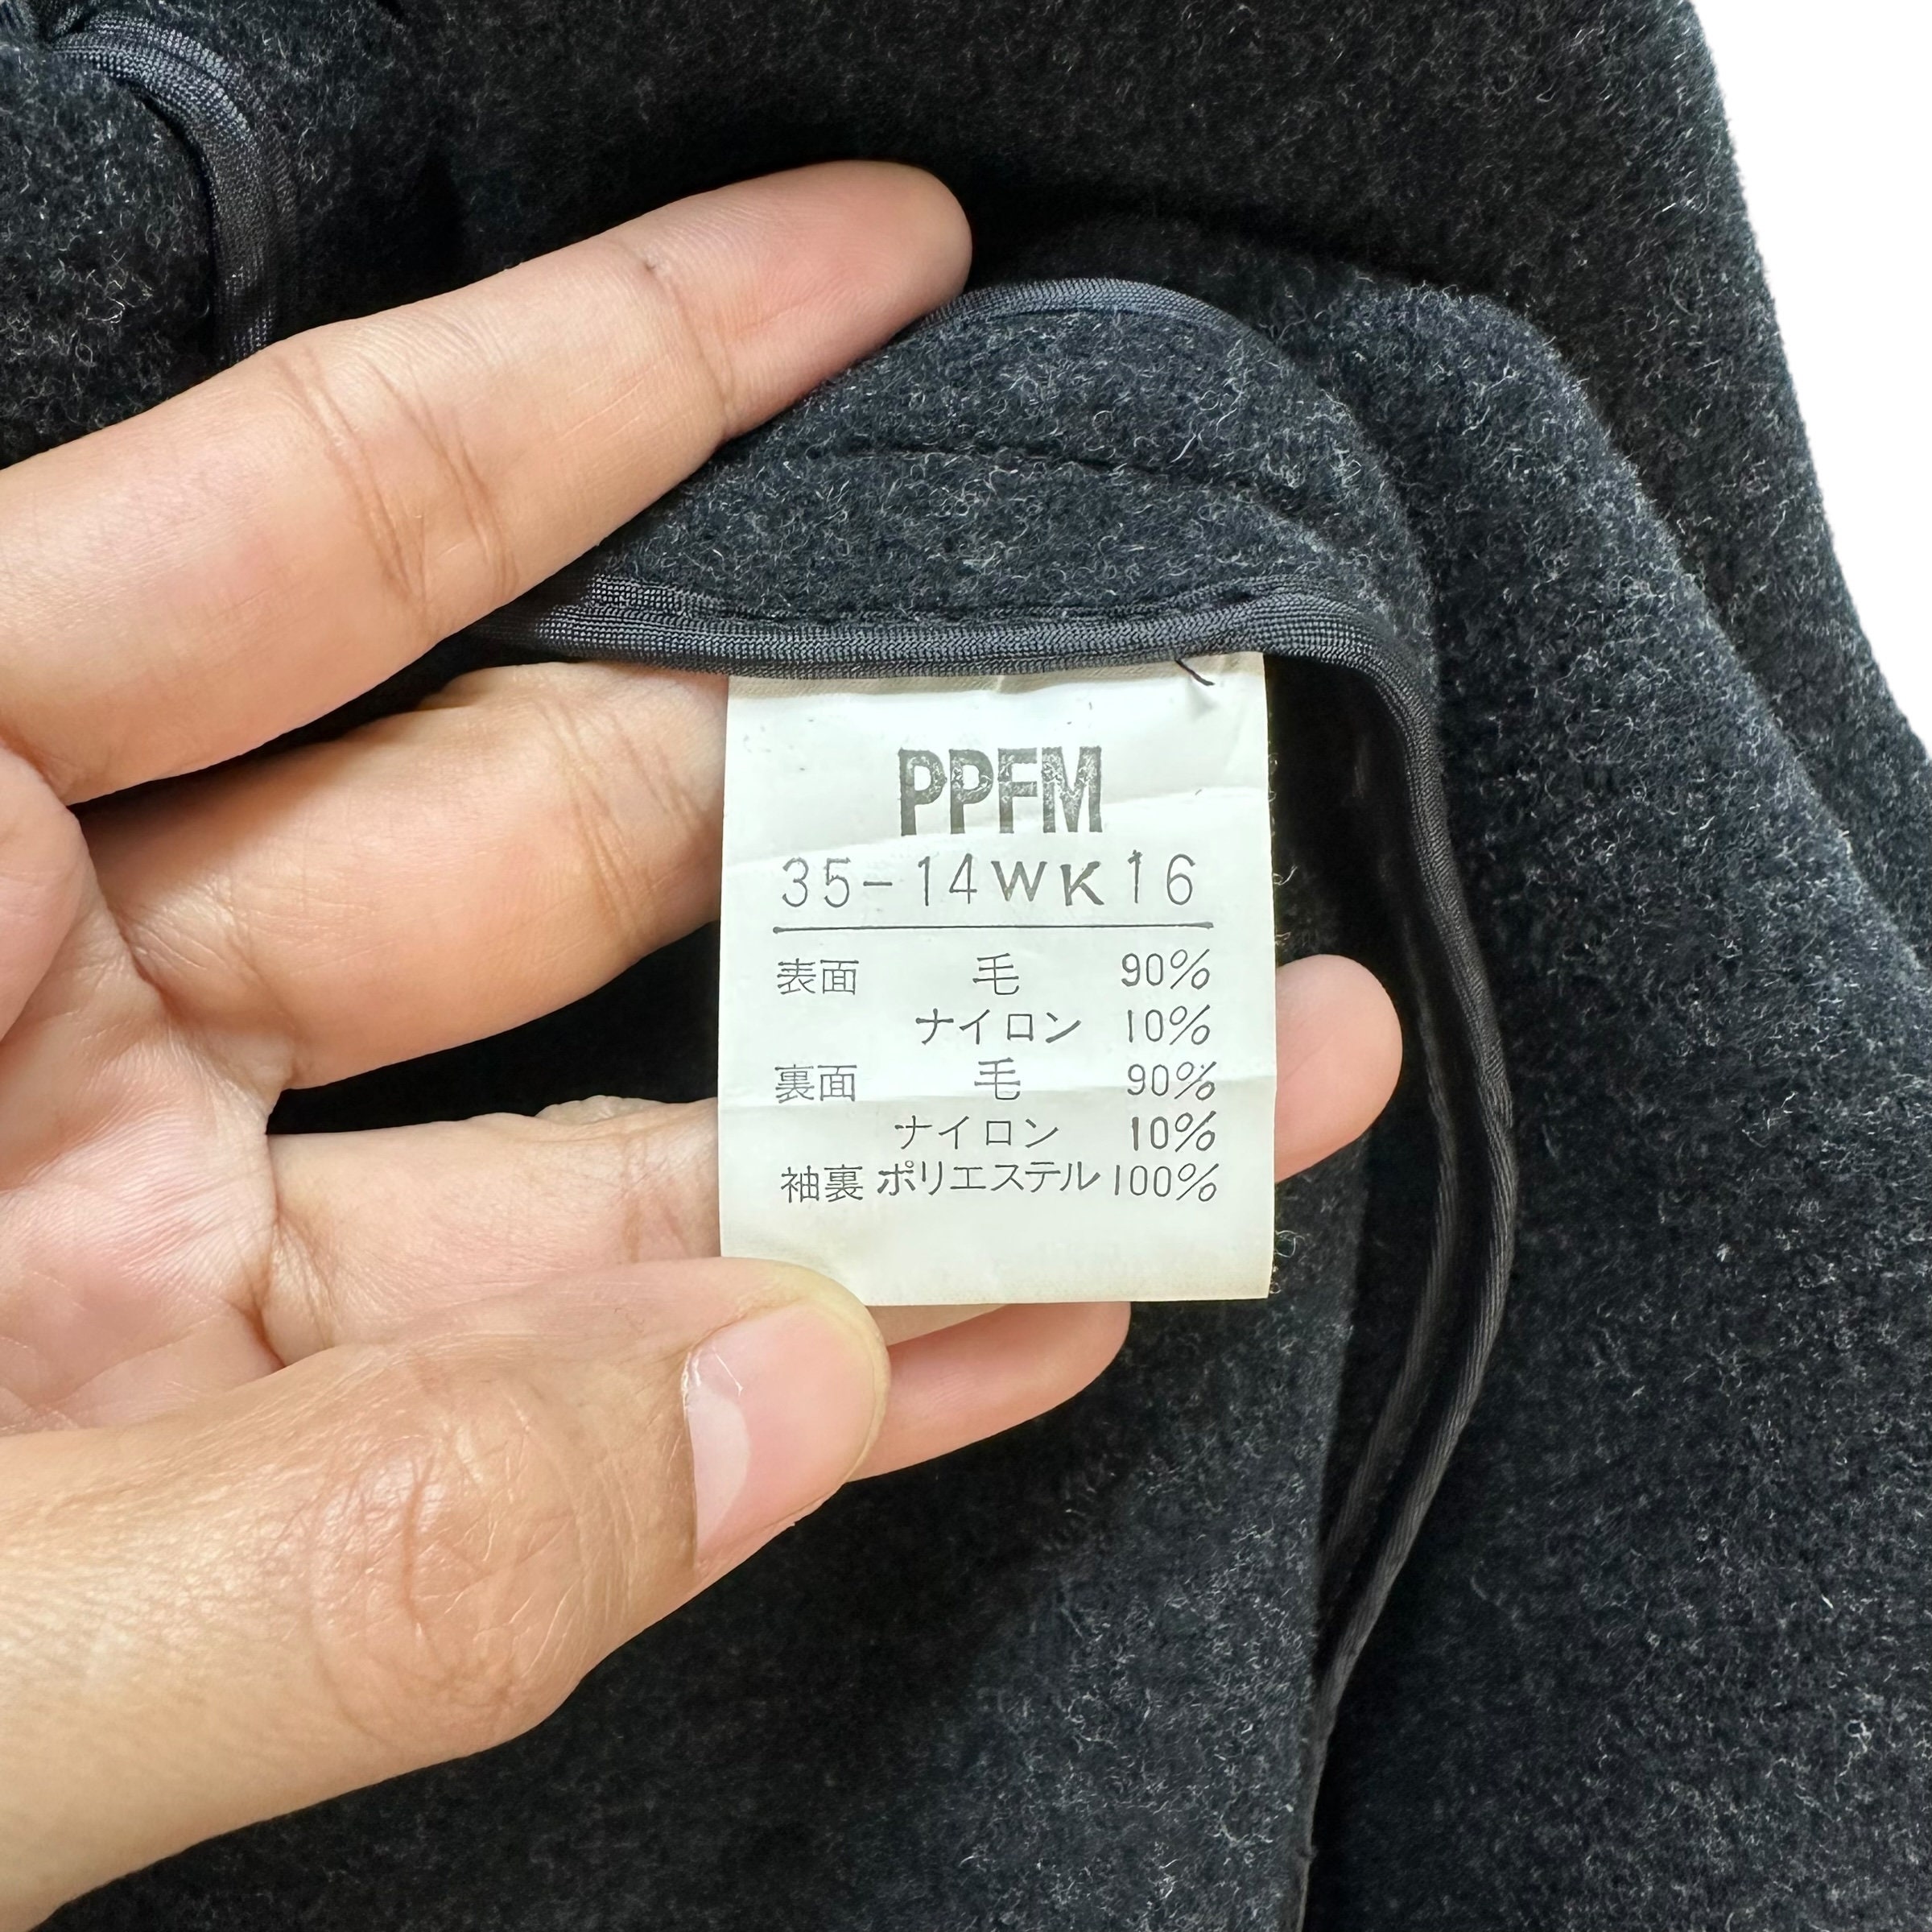 PPFM
35-14WK16
表面 毛 90%
ナイロン 10%
裏面 毛 90%
ナイロン 10%
袖裏 ポリエステル 100%